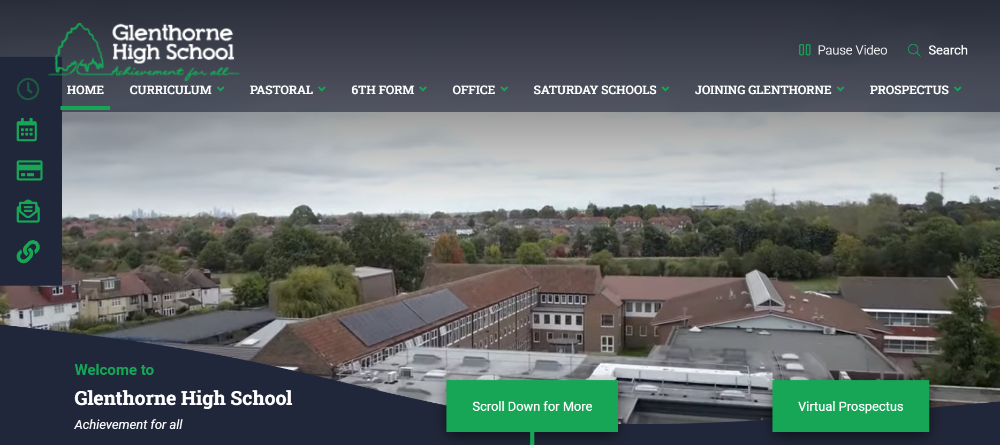 Glenthorne
High School
Achievement for all
Pause Video
Search
HOME
CURRICULUM
PASTORAL
6TH FORM
OFFICE
SATURDAY SCHOOLS
JOINING GLENTHORNE
PROSPECTUS
Welcome to
Glenthorne High School
Achievement for all
Scroll Down for More
Virtual Prospectus